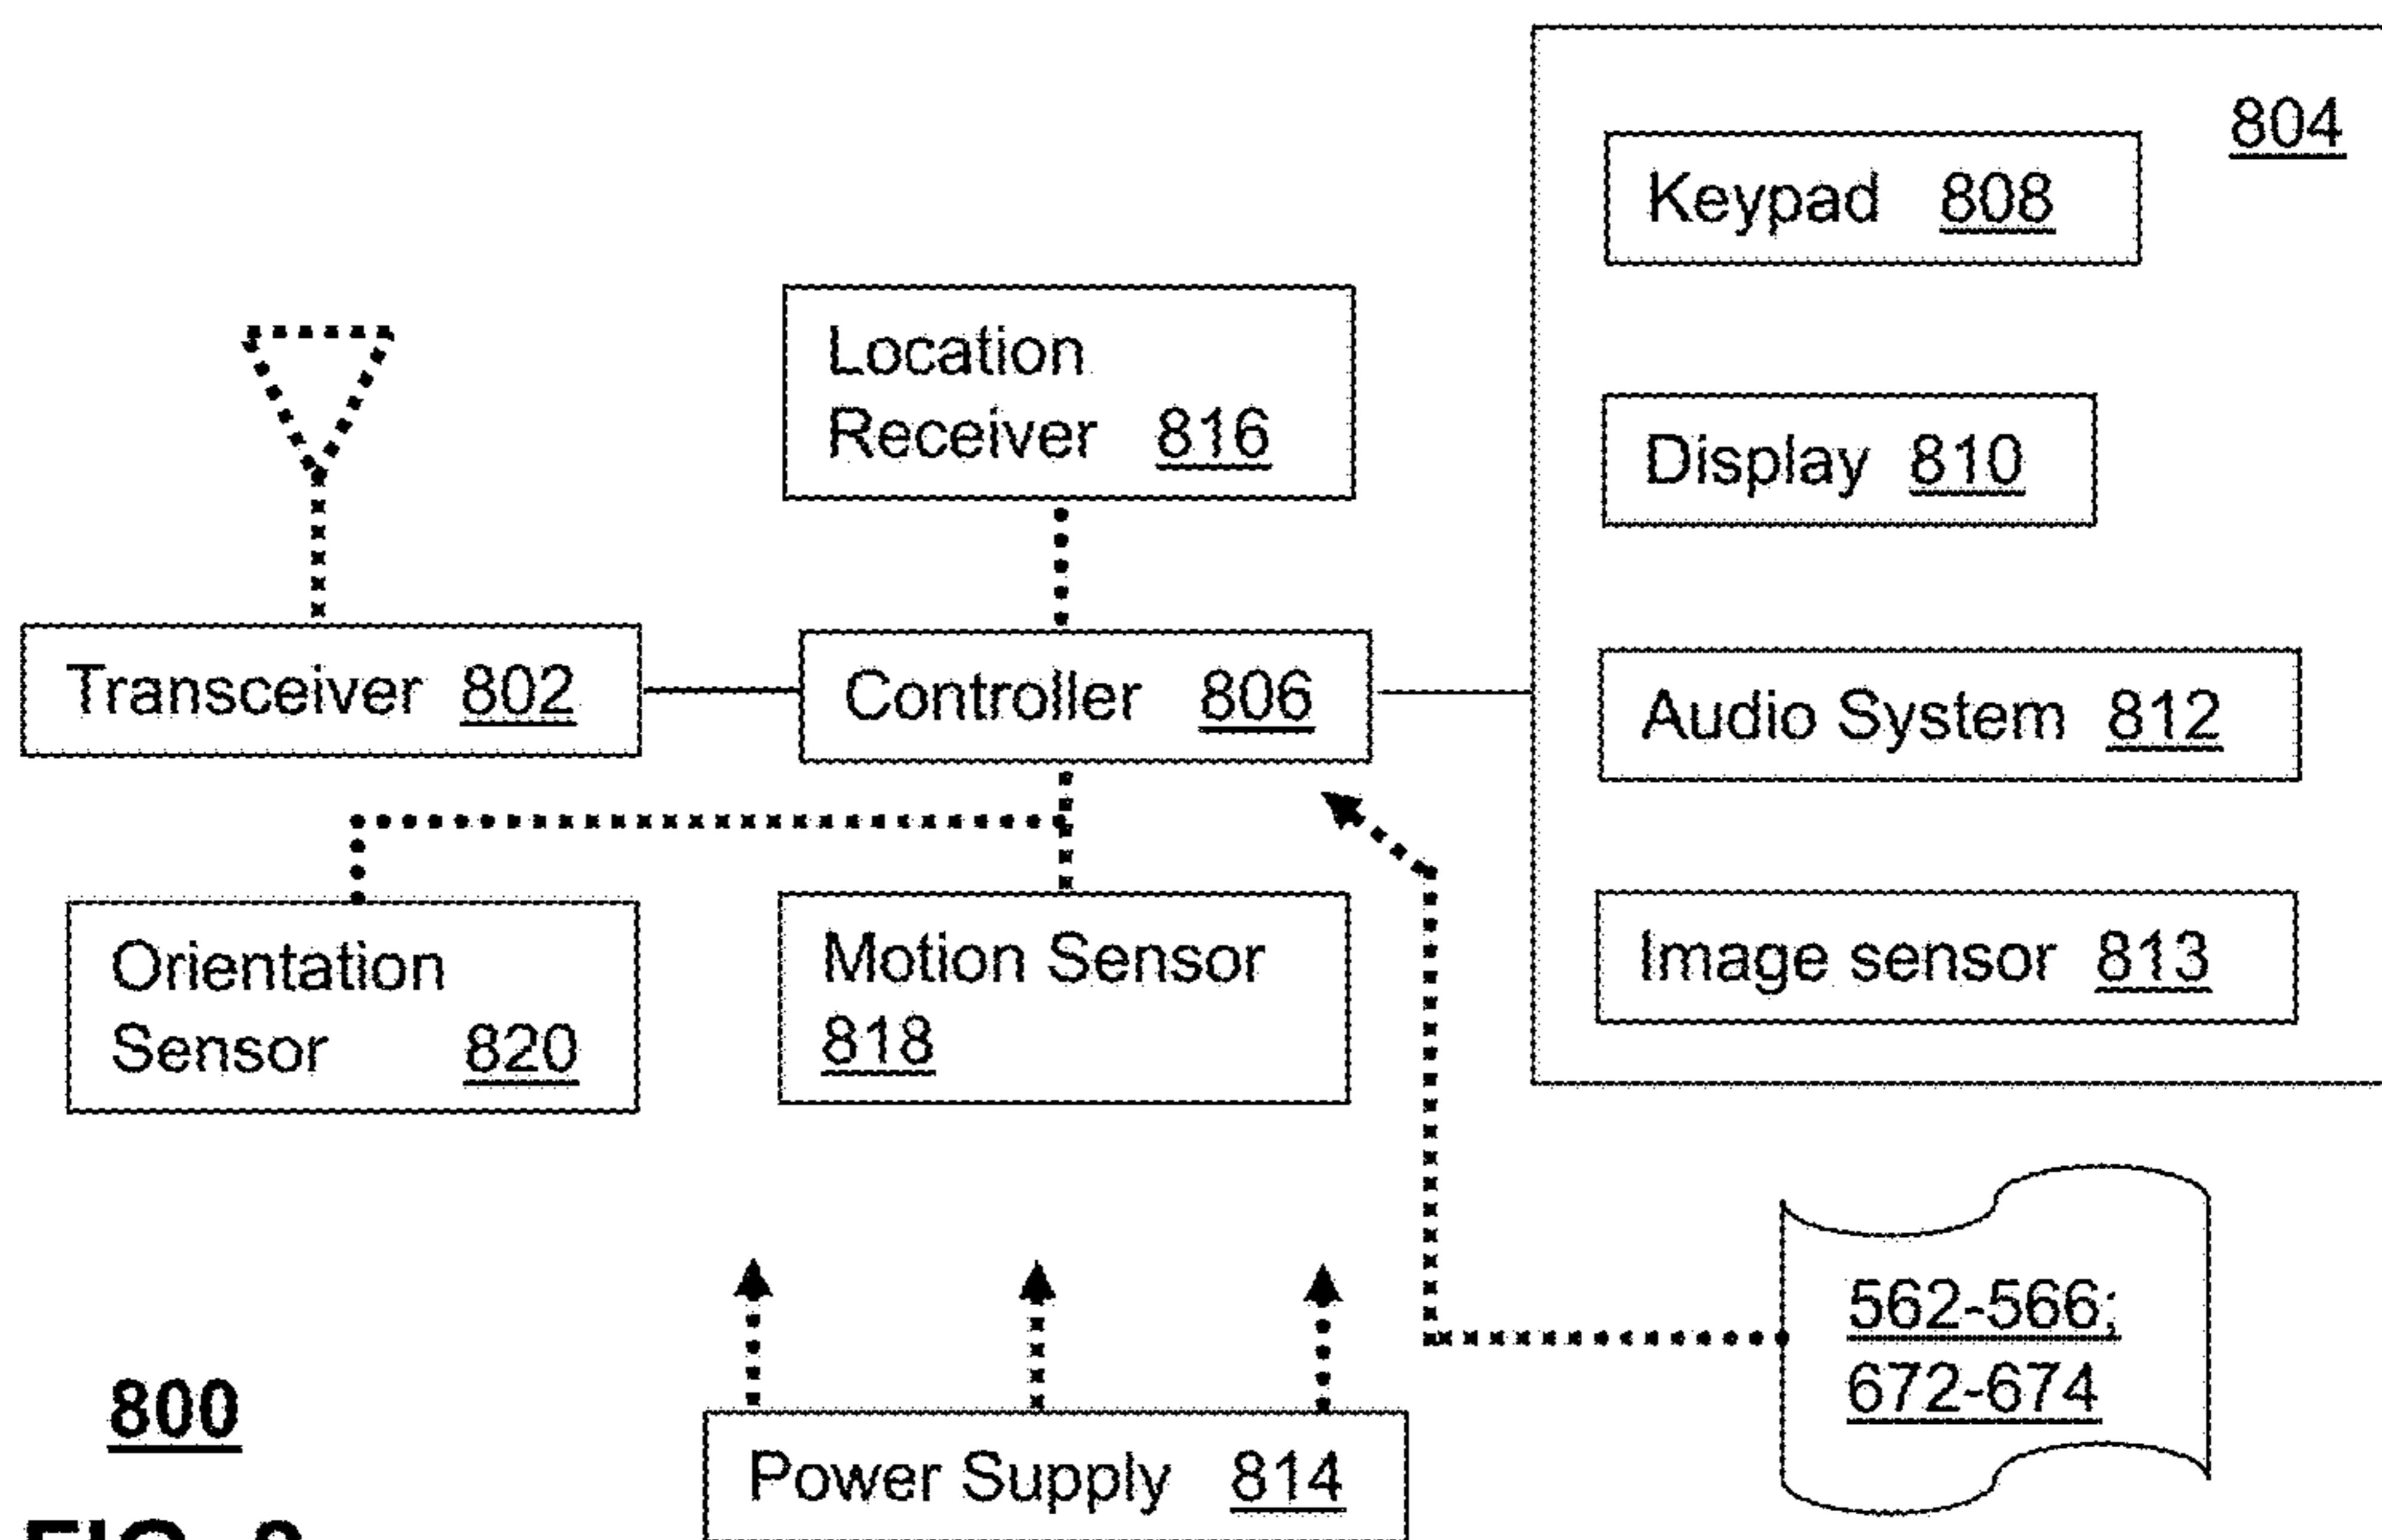 804
Keypad 808
Location
Receiver 816
Display 810
Transceiver 802
Controller 806
Audio System 812
Orientation
Sensor 820
Motion Sensor
818
Image sensor 813
562-566;
672-674
800
Power Supply 814